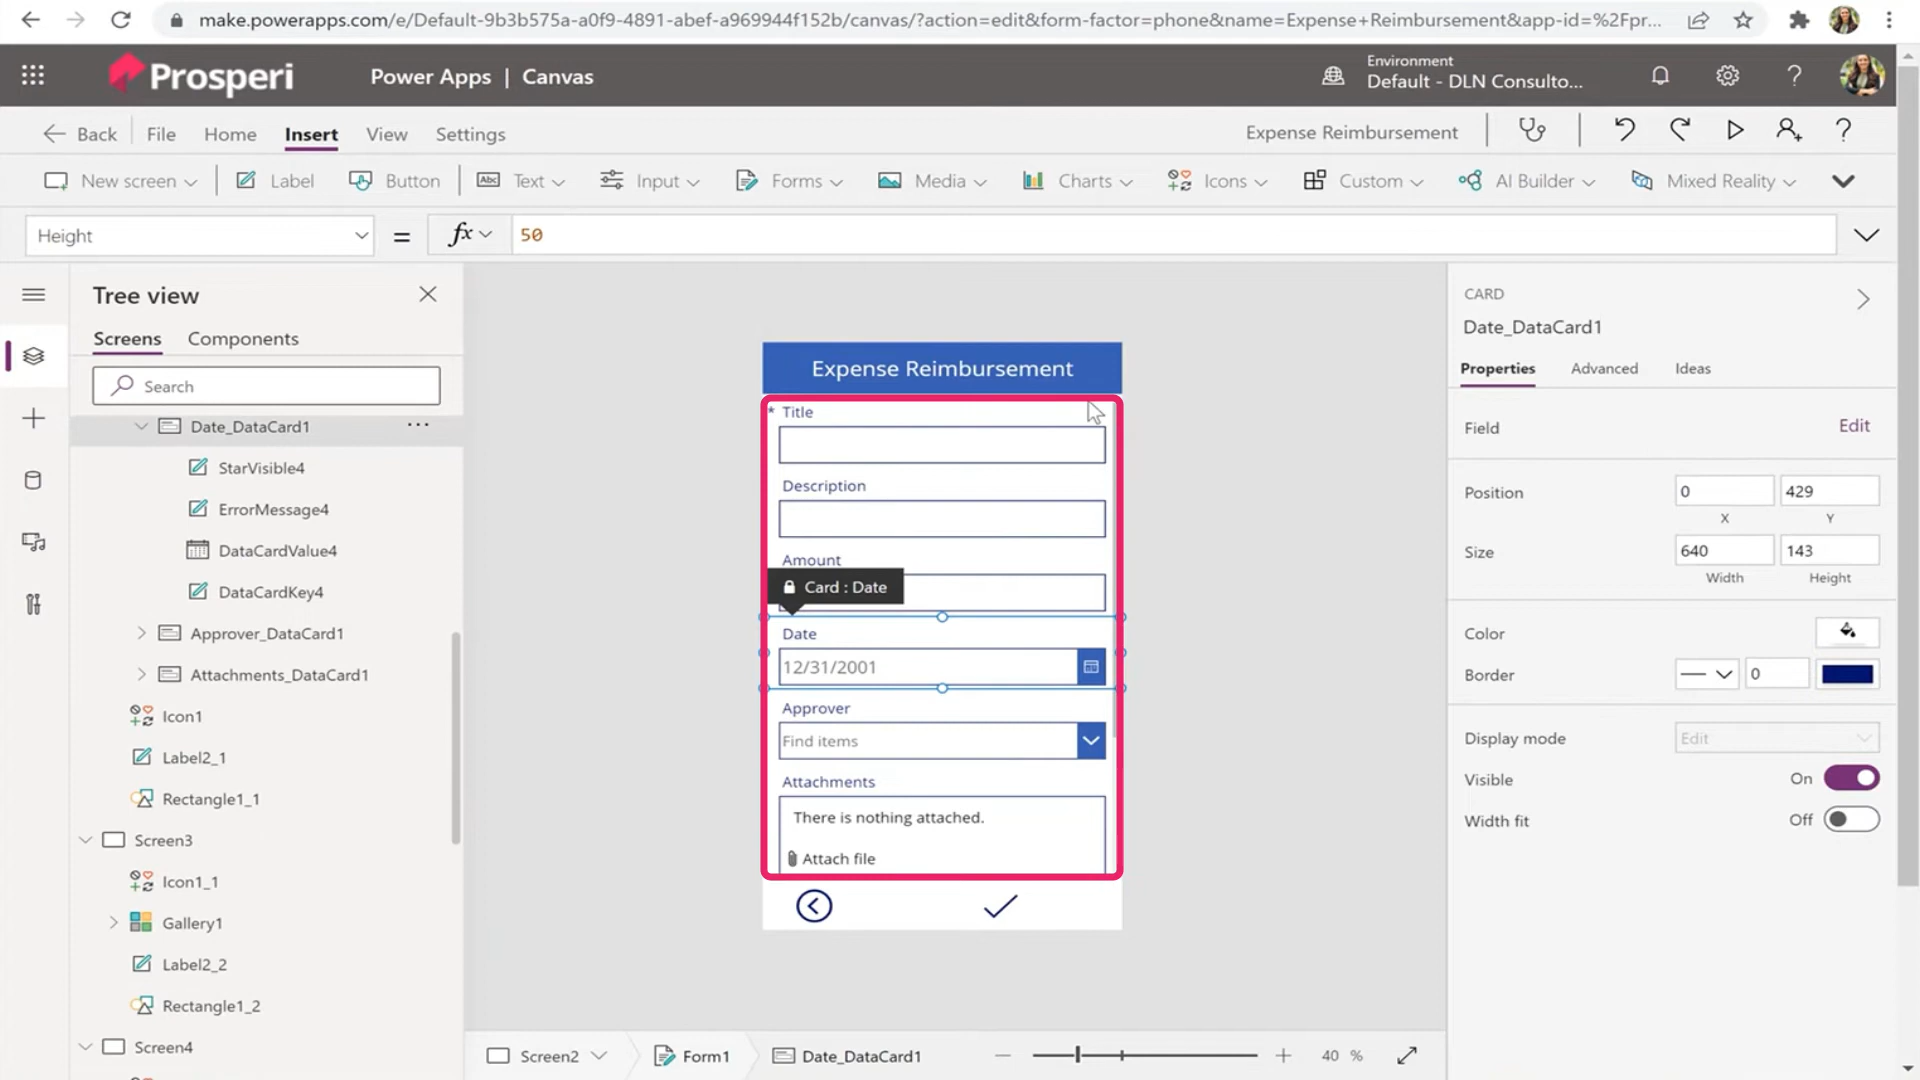 make.powerapps.com/e/Default-9b3b575a-a0f9-4891-abef-a969944f152b/canvas/?action=edit&form-factor=phone&name=Expense+Reimbursement&app-id=%2Fpr...
Prosperi
Power Apps | Canvas
Environment
Default - DLN Consulto...
?
Back
File
Home
Insert
View
Settings
Expense Reimbursement
?
New screen
Label
Button
Abc
Text
Input
Forms
Media
Charts
Icons
Custom
AI Builder
Mixed Reality
Height
=
fx
50
Tree view
Screens
Components
Search
Date_DataCard1
...
StarVisible4
ErrorMessage4
DataCardValue4
DataCardKey4
Approver_DataCard1
Attachments_DataCard1
Icon1
Label2_1
Rectangle1_1
Screen3
Icon1_1
Gallery1
Label2_2
Rectangle1_2
Screen4
Expense Reimbursement
* Title
Description
Amount
Card : Date
Date
12/31/2001
Approver
Find items
Attachments
There is nothing attached.
Attach file
Screen2
Form1
Date_DataCard1
40 %
CARD
Date_DataCard1
Properties
Advanced
Ideas
Field
Edit
Position
0
429
X
Y
Size
640
143
Width
Height
Color
Border
0
Display mode
Edit
Visible
On
Width fit
Off